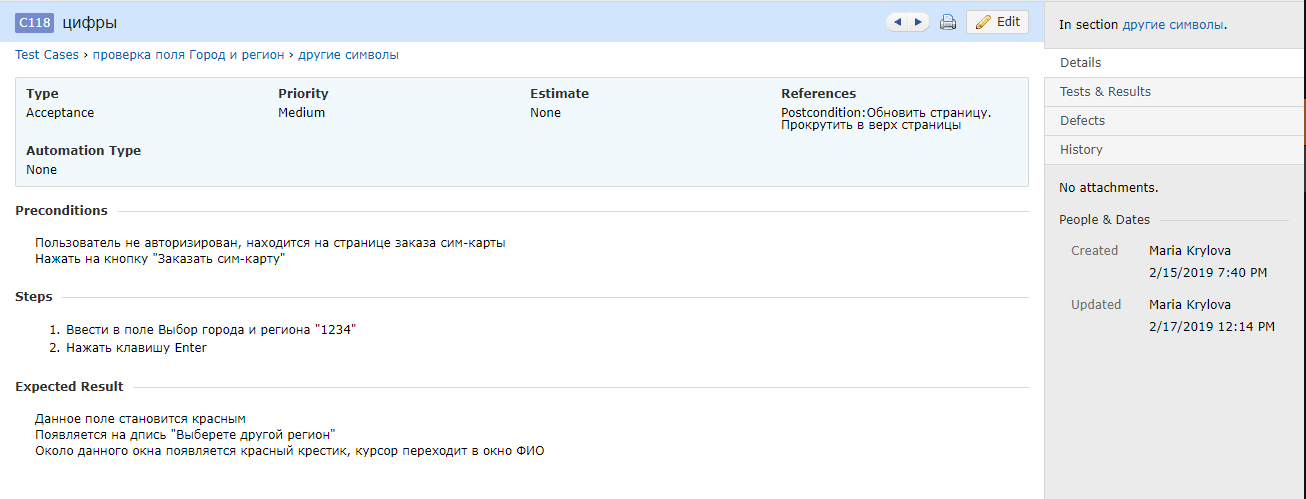 C118 цифры
Edit
Test Cases › проверка поля Город и регион › другие символы
Type
Acceptance
Priority
Medium
Estimate
None
References
Postcondition:Обновить страницу.
Прокрутить в верх страницы
Automation Type
None
Preconditions
Пользователь не авторизирован, находится на странице заказа сим-карты
Нажать на кнопку "Заказать сим-карту"
Steps
1. Ввести в поле Выбор города и региона "1234"
2. Нажать клавишу Enter
Expected Result
Данное поле становится красным
Появляется на дпись "Выберете другой регион"
Около данного окна появляется красный крестик, курсор переходит в окно ФИО
In section другие символы.
Details
Tests & Results
Defects
History
No attachments.
People & Dates
Created Maria Krylova
2/15/2019 7:40 PM
Updated Maria Krylova
2/17/2019 12:14 PM